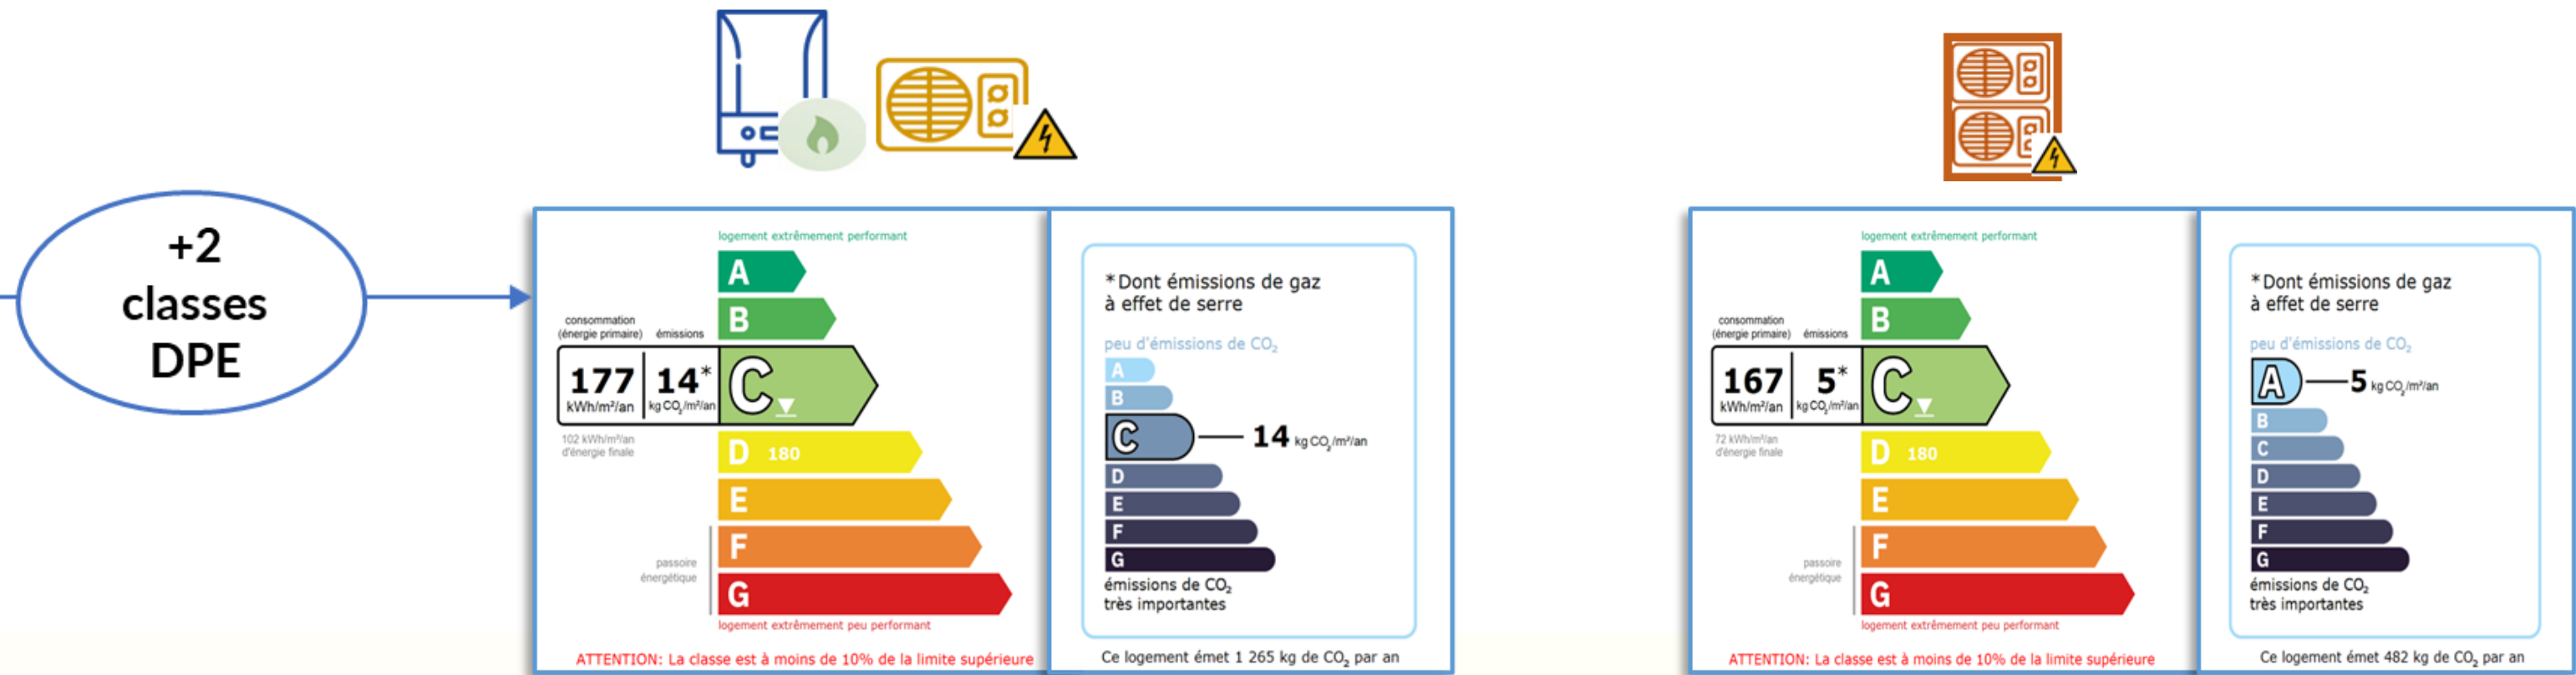 +2
classes
DPE
logement extrêmement performant
A
B
consommation
(énergie primaire)
émissions
177
kWh/m²/an
14*
kg CO₂/m²/an
C
102 kWh/m²/an
d'énergie finale
D 180
E
F
passoire
énergétique
G
logement extrêmement peu performant
ATTENTION: La classe est à moins de 10% de la limite supérieure
*Dont émissions de gaz
à effet de serre
peu d'émissions de CO₂
A
B
C 14 kg CO₂/m²/an
D
E
F
G
émissions de CO₂
très importantes
Ce logement émet 1 265 kg de CO₂ par an
logement extrêmement performant
A
B
consommation
(énergie primaire)
émissions
167
kWh/m²/an
5*
kg CO₂/m²/an
C
72 kWh/m²/an
d'énergie finale
D 180
E
F
passoire
énergétique
G
logement extrêmement peu performant
ATTENTION: La classe est à moins de 10% de la limite supérieure
*Dont émissions de gaz
à effet de serre
peu d'émissions de CO₂
A 5 kg CO₂/m²/an
B
C
D
E
F
G
émissions de CO₂
très importantes
Ce logement émet 482 kg de CO₂ par an